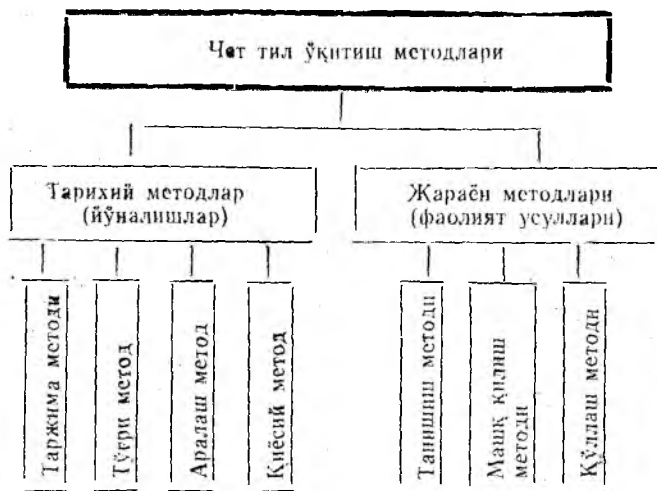 Чет тил ўқитиш методлари
Тарихий методлар
(йўналишлар)
Жараён методлари
(фаолият усуллари)
Таржима методи
Тўғри метод
Аралаш метод
Қиёсий метод
Танишиш методи
Машқ қилиш
методи
Қўллаш методи